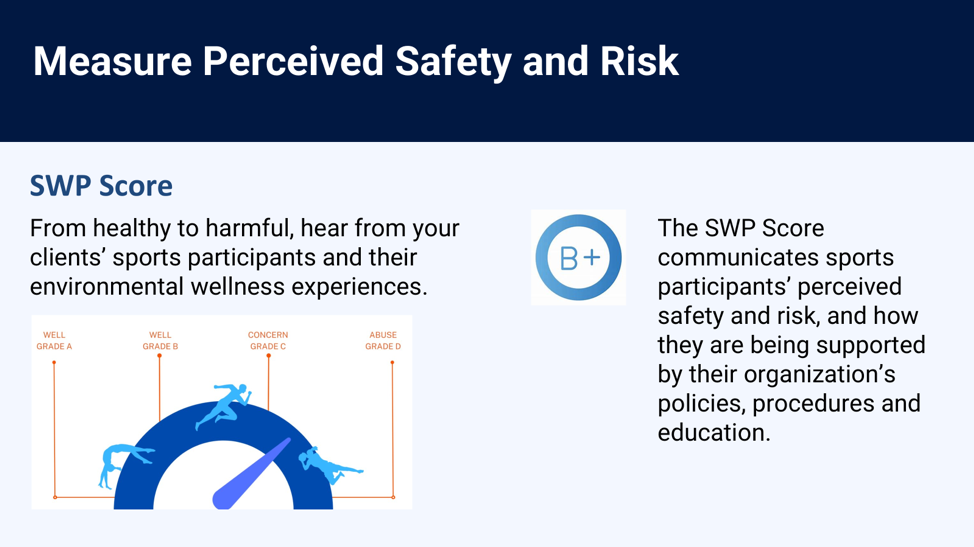 Measure Perceived Safety and Risk
SWP Score
From healthy to harmful, hear from your
clients’ sports participants and their
environmental wellness experiences.
WELL
GRADE A
WELL
GRADE B
CONCERN
GRADE C
ABUSE
GRADE D
B+
The SWP Score
communicates sports
participants’ perceived
safety and risk, and how
they are being supported
by their organization’s
policies, procedures and
education.